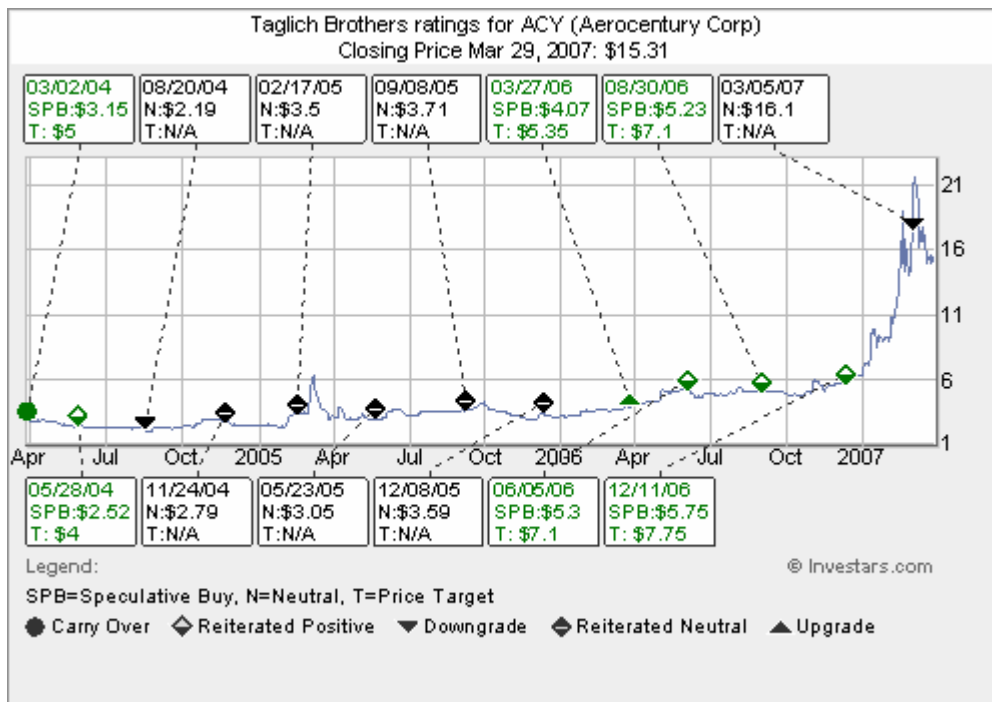 Taglich Brothers ratings for ACY (Aerocentury Corp)
Closing Price Mar 29, 2007: $15.31
03/02/04
SPB:$3.15
T: $5
08/20/04
N:$2.19
T:N/A
02/17/05
N:$3.5
T:N/A
09/08/05
N:$3.71
T:N/A
03/27/06
SPB:$4.07
T: $5.35
08/30/06
SPB:$5.23
T: $7.1
03/05/07
N:$16.1
T:N/A
21
16
11
6
1
Apr Jul Oct 2005 Apr Jul Oct 2006 Apr Jul Oct 2007
05/28/04
SPB:$2.52
T: $4
11/24/04
N:$2.79
T:N/A
05/23/05
N:$3.05
T:N/A
12/08/05
N:$3.59
T:N/A
06/05/06
SPB:$5.3
T: $7.1
12/11/06
SPB:$5.75
T: $7.75
Legend:
© Investars.com
SPB=Speculative Buy, N=Neutral, T=Price Target
Carry Over Reiterated Positive Downgrade Reiterated Neutral Upgrade